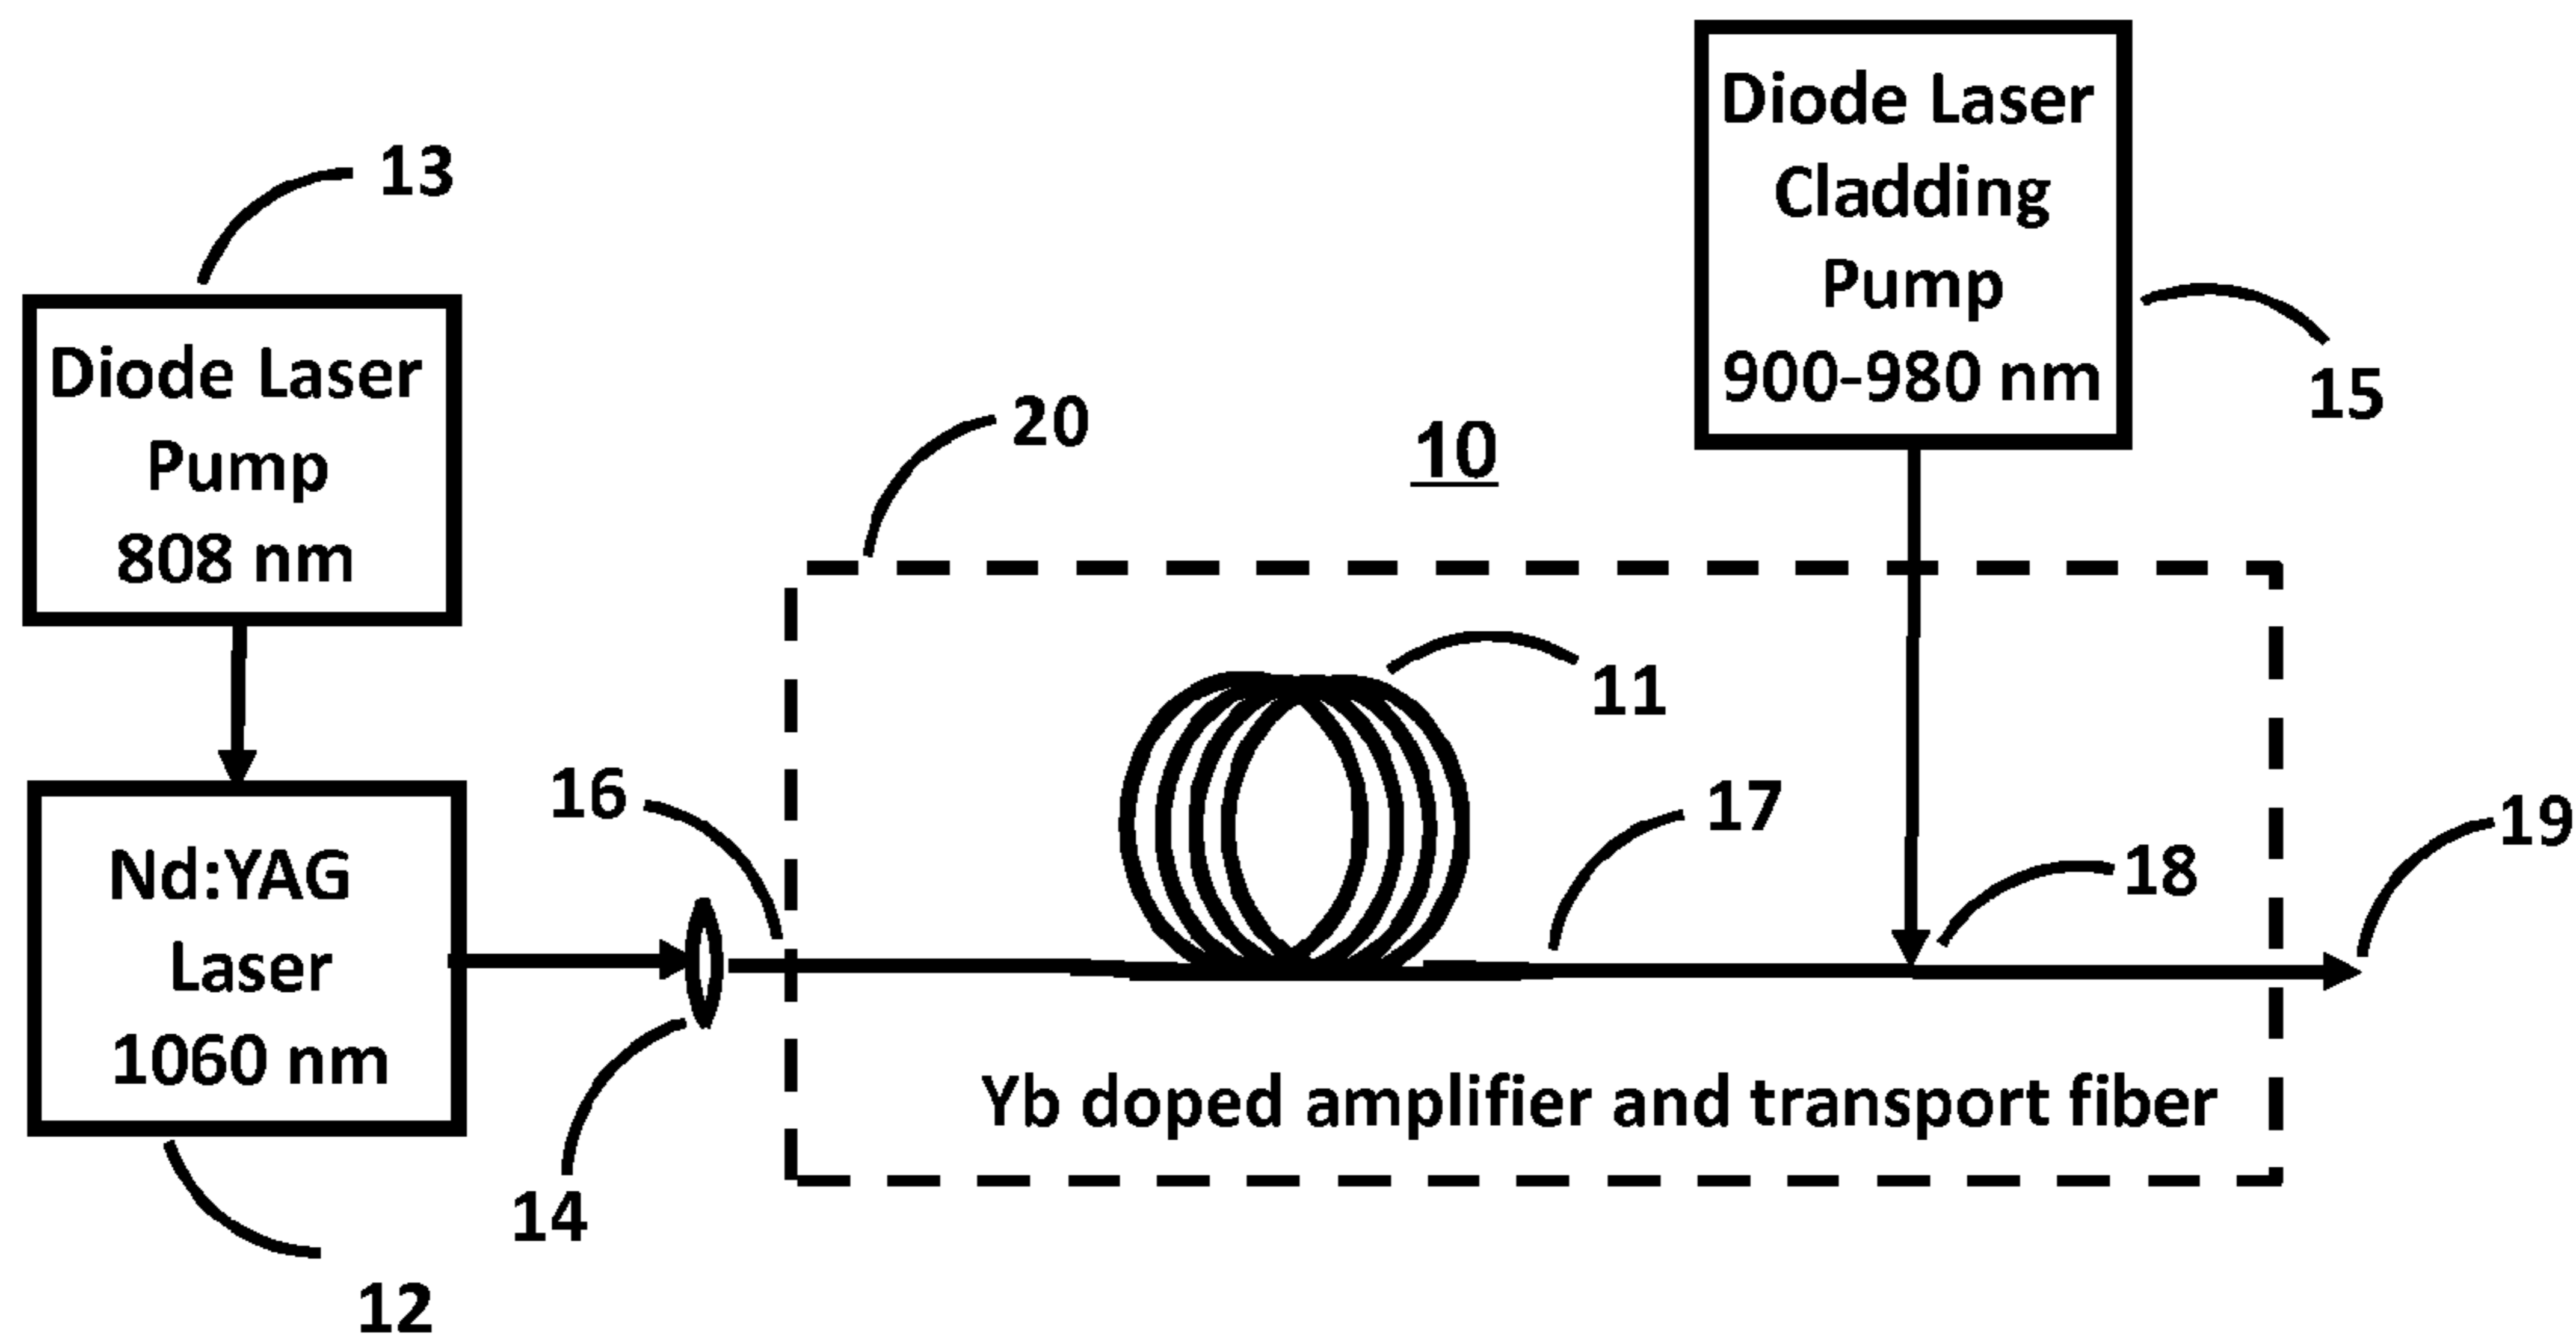 Diode Laser
Cladding
Pump
900-980 nm
15
13
Diode Laser
Pump
808 nm
20
10
11
16
17
18
19
Nd:YAG
Laser
1060 nm
Yb doped amplifier and transport fiber
14
12